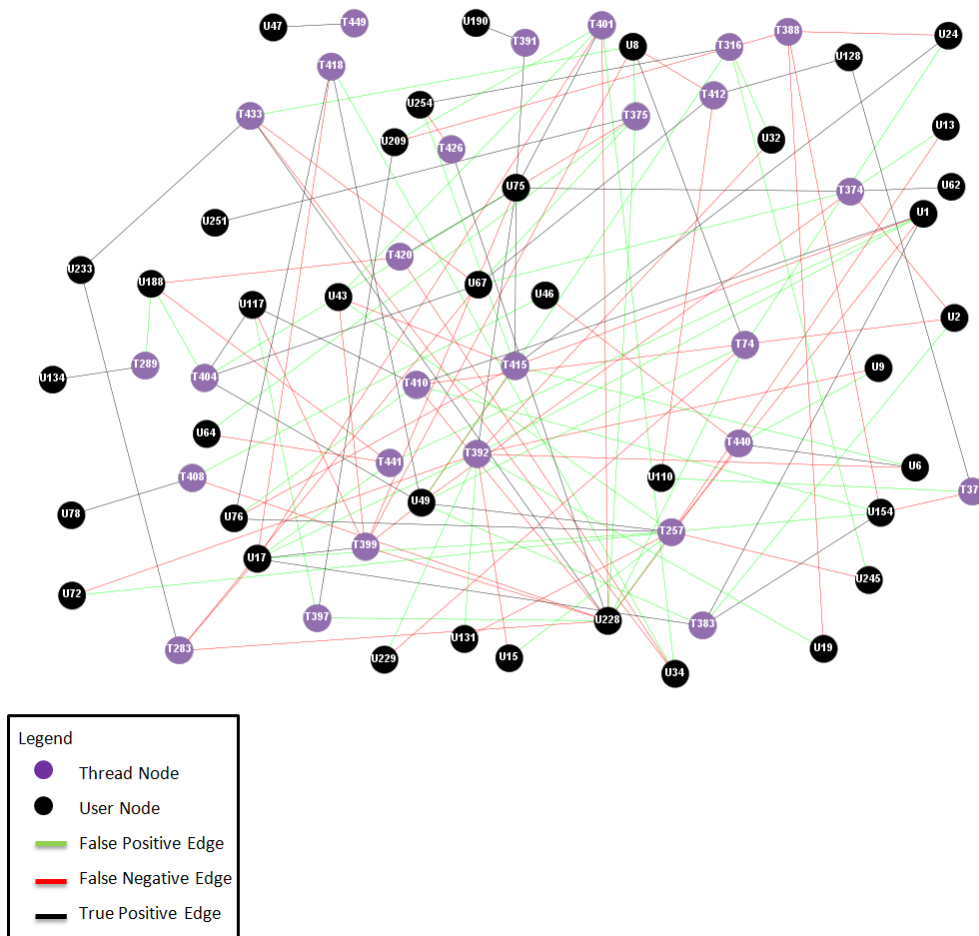 U47
T449
U190
T391
T401
U8
T316
T388
U24
U128
T418
T412
U254
T433
T375
U209
T426
U32
U13
U75
T374
U62
U251
U1
T420
U233
U188
U67
U46
U117
U43
U2
T74
T289
T404
T410
T415
U9
U134
U64
T440
T392
T441
U6
T408
U110
T37
U49
U78
U76
U154
T257
T399
U17
U245
U72
T397
U228
T383
U131
T283
U229
U15
U19
U34
Legend
Thread Node
User Node
False Positive Edge
False Negative Edge
True Positive Edge